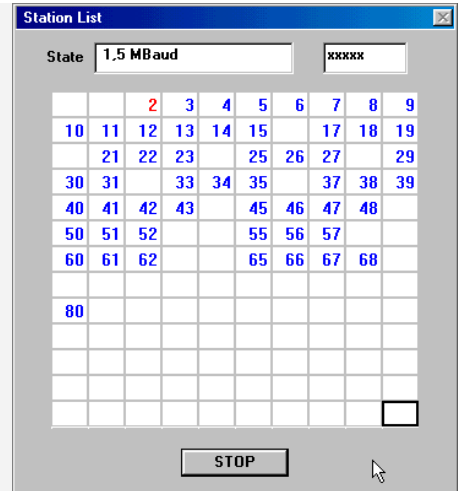 Station List
State 1,5 MBaud xxxxx
2 3 4 5 6 7 8 9
10 11 12 13 14 15 17 18 19
21 22 23 25 26 27 29
30 31 33 34 35 37 38 39
40 41 42 43 45 46 47 48
50 51 52 55 56 57
60 61 62 65 66 67 68
80
STOP